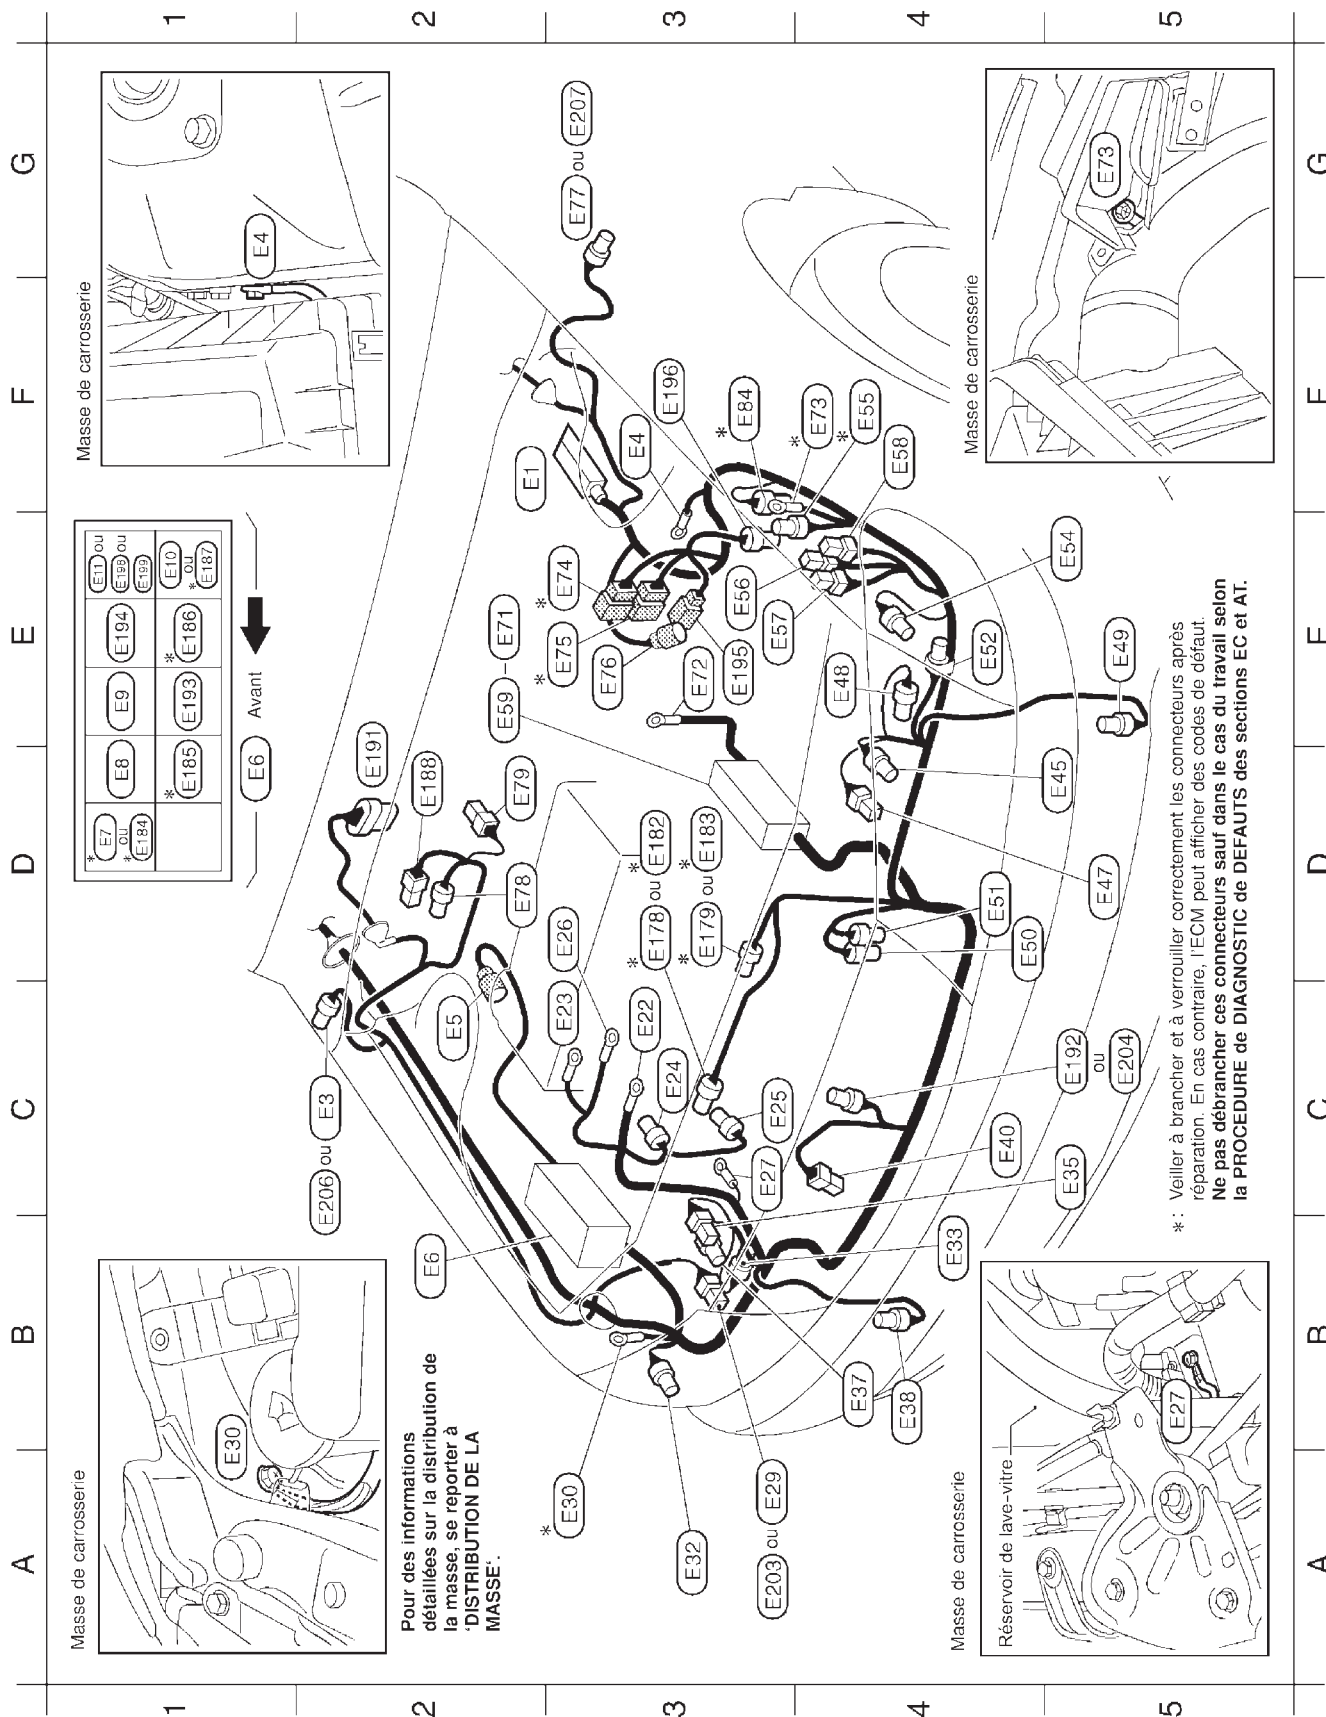 1
2
3
4
5
G
F
E
D
C
B
A
Masse de carrosserie
E30
Pour des informations
détaillées sur la distribution de
la masse, se reporter à
‘DISTRIBUTION DE LA
MASSE‘.
* E7 ou * E184
E8
E9
E194
E11 ou E198 ou E199
* E185
E193
* E186
E10 ou * E187
E6
Avant
Masse de carrosserie
E4
E206 ou E3
E191
E188
E79
E78
E5
E6
E26
E23
E22
E24
E25
E27
* E178 ou * E182
* E179 ou * E183
E59 – E71
E72
* E74
* E75
E76
E195
E1
E4
E196
E77 ou E207
* E84
* E73
* E55
E58
E56
E57
E54
E52
E48
E49
E45
E47
E51
E50
E192
ou
E204
E40
E35
E33
E37
E38
* E30
E32
E203 ou E29
Masse de carrosserie
Réservoir de lave-vitre
E27
*: Veiller à brancher et à verrouiller correctement les connecteurs après
réparation. En cas contraire, l'ECM peut afficher des codes de défaut.
Ne pas débrancher ces connecteurs sauf dans le cas du travail selon
la PROCEDURE de DIAGNOSTIC de DEFAUTS des sections EC et AT.
Masse de carrosserie
E73
1
2
3
4
5
G
F
E
D
C
B
A